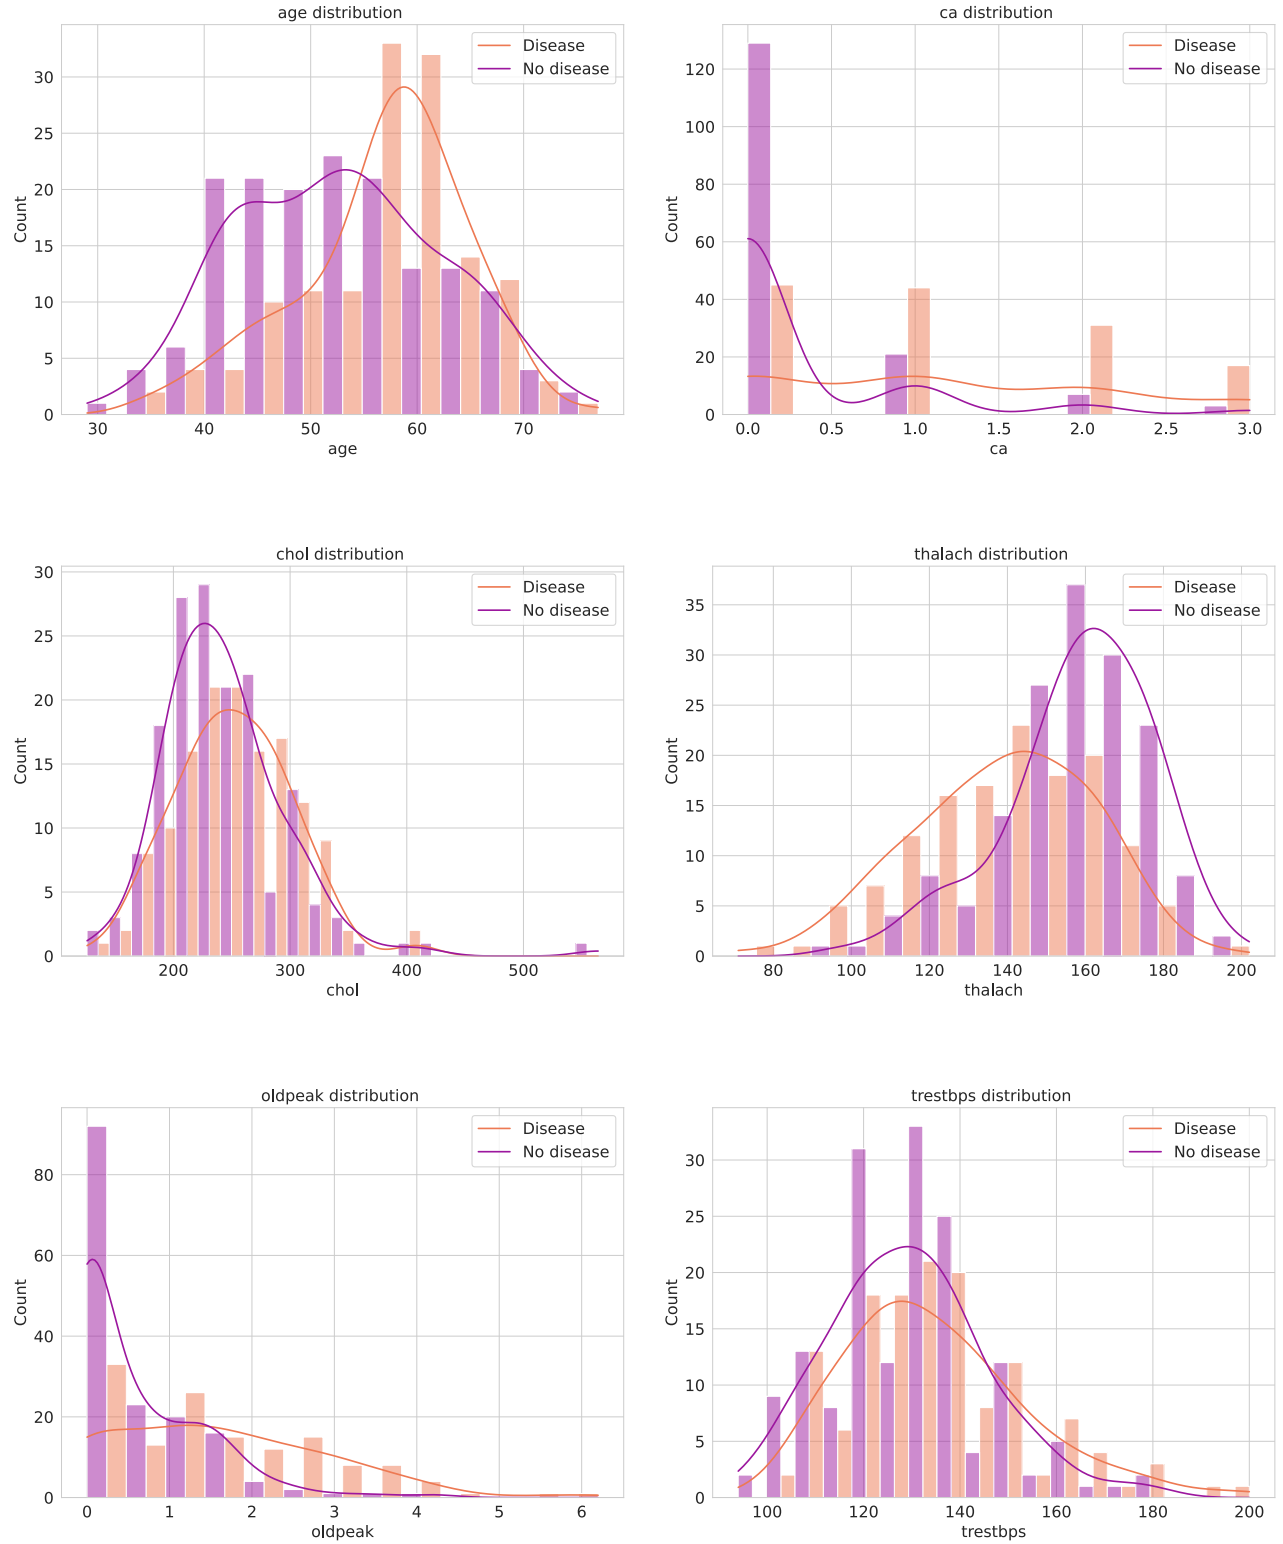 age distribution
Disease
No disease
30
25
20
15
10
5
0
Count
30 40 50 60 70
age
ca distribution
Disease
No disease
120
100
80
60
40
20
0
Count
0.0 0.5 1.0 1.5 2.0 2.5 3.0
ca
chol distribution
Disease
No disease
30
25
20
15
10
5
0
Count
200 300 400 500
chol
thalach distribution
Disease
No disease
35
30
25
20
15
10
5
0
Count
80 100 120 140 160 180 200
thalach
oldpeak distribution
Disease
No disease
80
60
40
20
0
Count
0 1 2 3 4 5 6
oldpeak
trestbps distribution
Disease
No disease
30
25
20
15
10
5
0
Count
100 120 140 160 180 200
trestbps